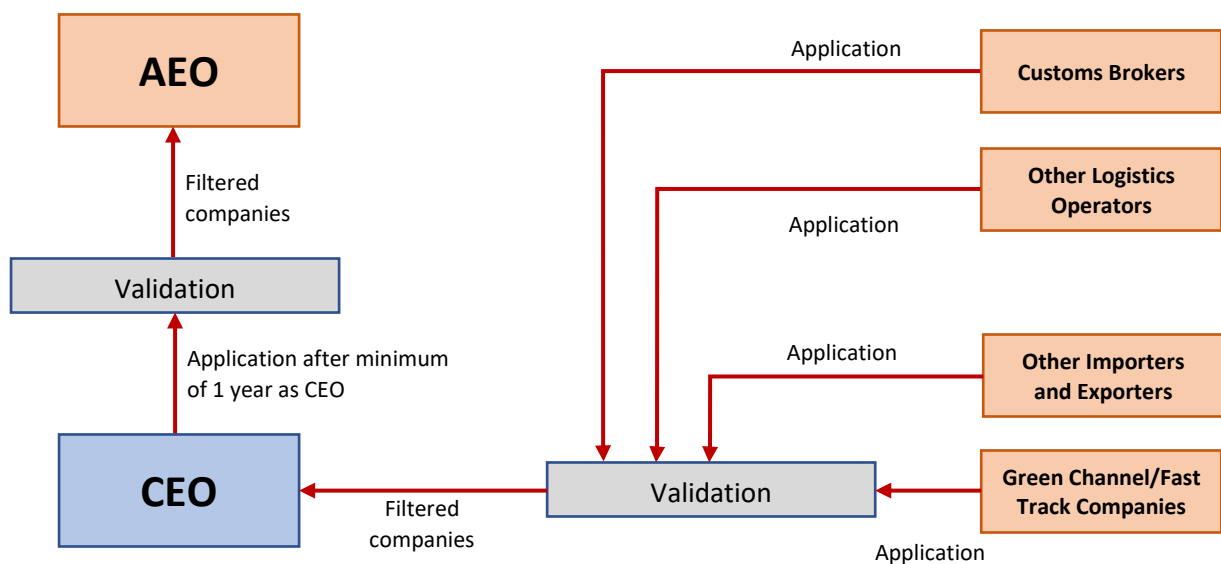 AEO
Filtered
companies
Validation
Application after minimum
of 1 year as CEO
CEO
Filtered
companies
Validation
Application
Customs Brokers
Application
Other Logistics
Operators
Application
Other Importers
and Exporters
Application
Green Channel/Fast
Track Companies